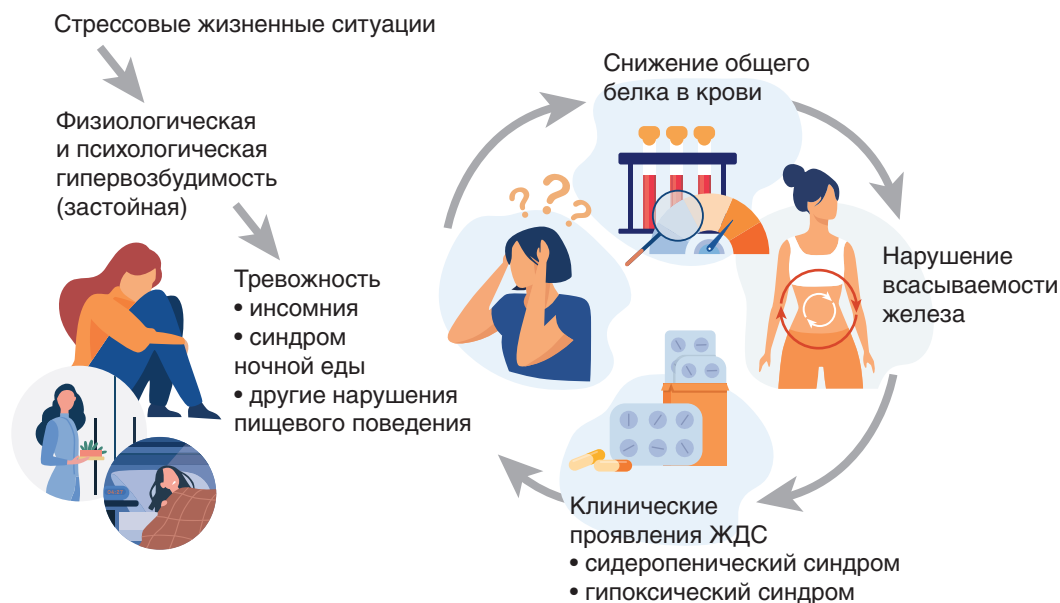 Стрессовые жизненные ситуации
Физиологическая
и психологическая
гипервозбудимость
(застойная)
Тревожность
• инсомния
• синдром
ночной еды
• другие нарушения
пищевого поведения
Снижение общего
белка в крови
Нарушение
всасываемости
железа
Клинические
проявления ЖДС
• сидеропенический синдром
• гипоксический синдром